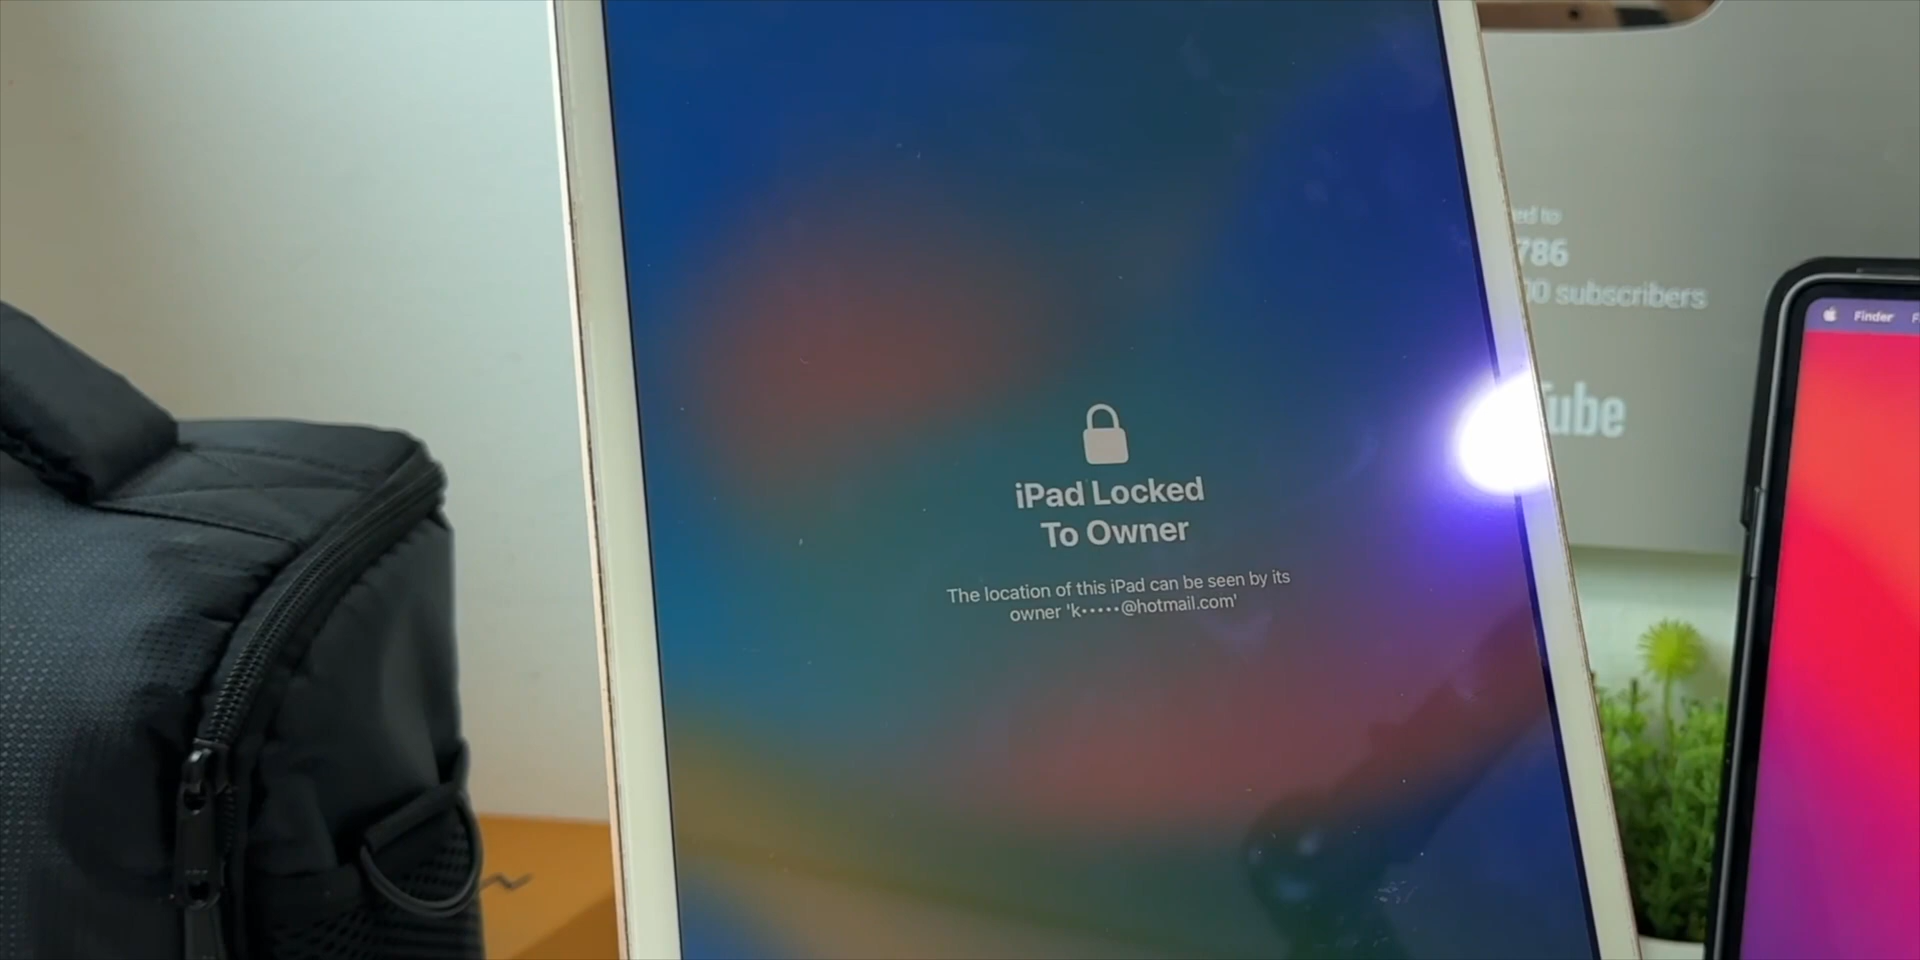 iPad Locked
To Owner
The location of this iPad can be seen by its
owner 'k•••••@hotmail.com'
786
subscribers
Finder